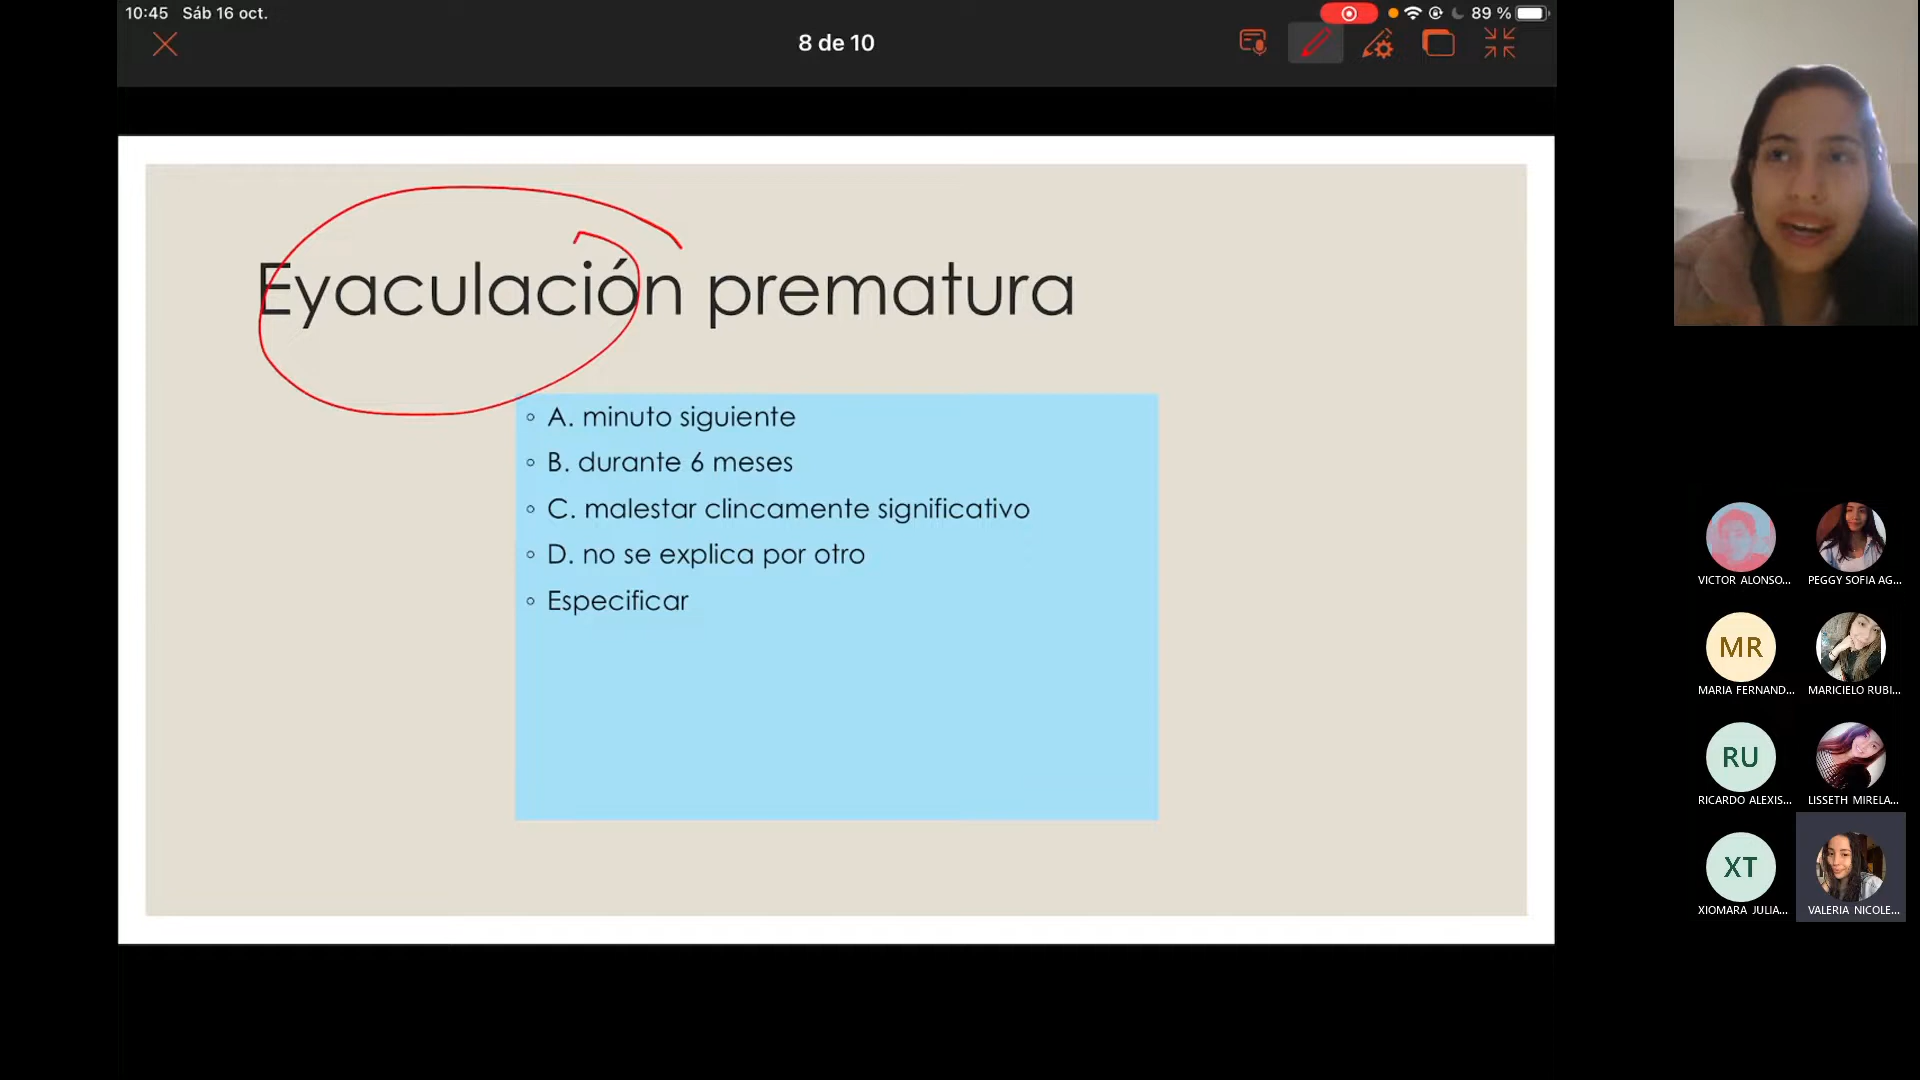 10:45 Sáb 16 oct.
89 %
8 de 10
Eyaculación prematura
A. minuto siguiente
B. durante 6 meses
C. malestar clincamente significativo
D. no se explica por otro
Especificar
VICTOR ALONSO... PEGGY SOFIA AG...
MR
MARIA FERNAND... MARICIELO RUBI...
RU
RICARDO ALEXIS... LISSETH MIRELA...
XT
XIOMARA JULIA... VALERIA NICOLE...